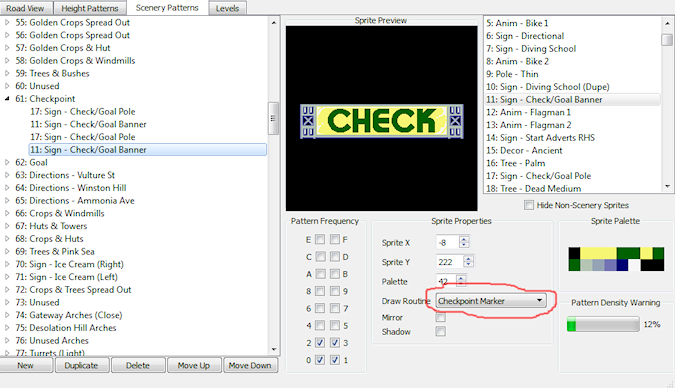 Road View Height Patterns Scenery Patterns Levels
55: Golden Crops Spread Out
56: Golden Crops Spread Out
57: Golden Crops & Hut
58: Golden Crops & Windmills
59: Trees & Bushes
60: Unused
61: Checkpoint
17: Sign - Check/Goal Pole
11: Sign - Check/Goal Banner
17: Sign - Check/Goal Pole
11: Sign - Check/Goal Banner
62: Goal
63: Directions - Vulture St
64: Directions - Winston Hill
65: Directions - Ammonia Ave
66: Crops & Windmills
67: Huts & Towers
68: Crops & Huts
69: Trees & Pink Sea
70: Sign - Ice Cream (Right)
71: Sign - Ice Cream (Left)
72: Crops & Trees Spread Out
73: Unused
74: Gateway Arches (Close)
75: Desolation Hill Arches
76: Unused Arches
77: Turrets (Light)
New Duplicate Delete Move Up Move Down
Sprite Preview
CHECK
5: Anim - Bike 1
6: Sign - Directional
7: Sign - Diving School
8: Anim - Bike 2
9: Pole - Thin
10: Sign - Diving School (Dupe)
11: Sign - Check/Goal Banner
12: Anim - Flagman 1
13: Anim - Flagman 2
14: Sign - Start Adverts RHS
15: Decor - Ancient
16: Tree - Palm
17: Sign - Check/Goal Pole
18: Tree - Dead Medium
Hide Non-Scenery Sprites
Pattern Frequency
E F
C D
A B
8 9
6 7
4 5
2 3
0 1
Sprite Properties
Sprite X -8
Sprite Y 222
Palette 42
Draw Routine Checkpoint Marker
Mirror
Shadow
Sprite Palette
Pattern Density Warning
12%